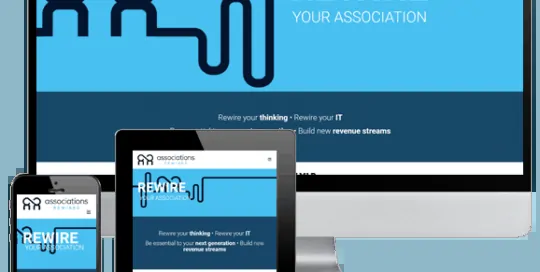 REWIRE
YOUR ASSOCIATION
Rewire your thinking • Rewire your IT
• Build new revenue streams
associations
REWIRED
REWIRE
YOUR ASSOCIATION
Rewire your thinking • Rewire your IT
Be essential to your next generation • Build new
revenue streams
associations
REWIRED
REWIRE
YOUR ASSOCIATION